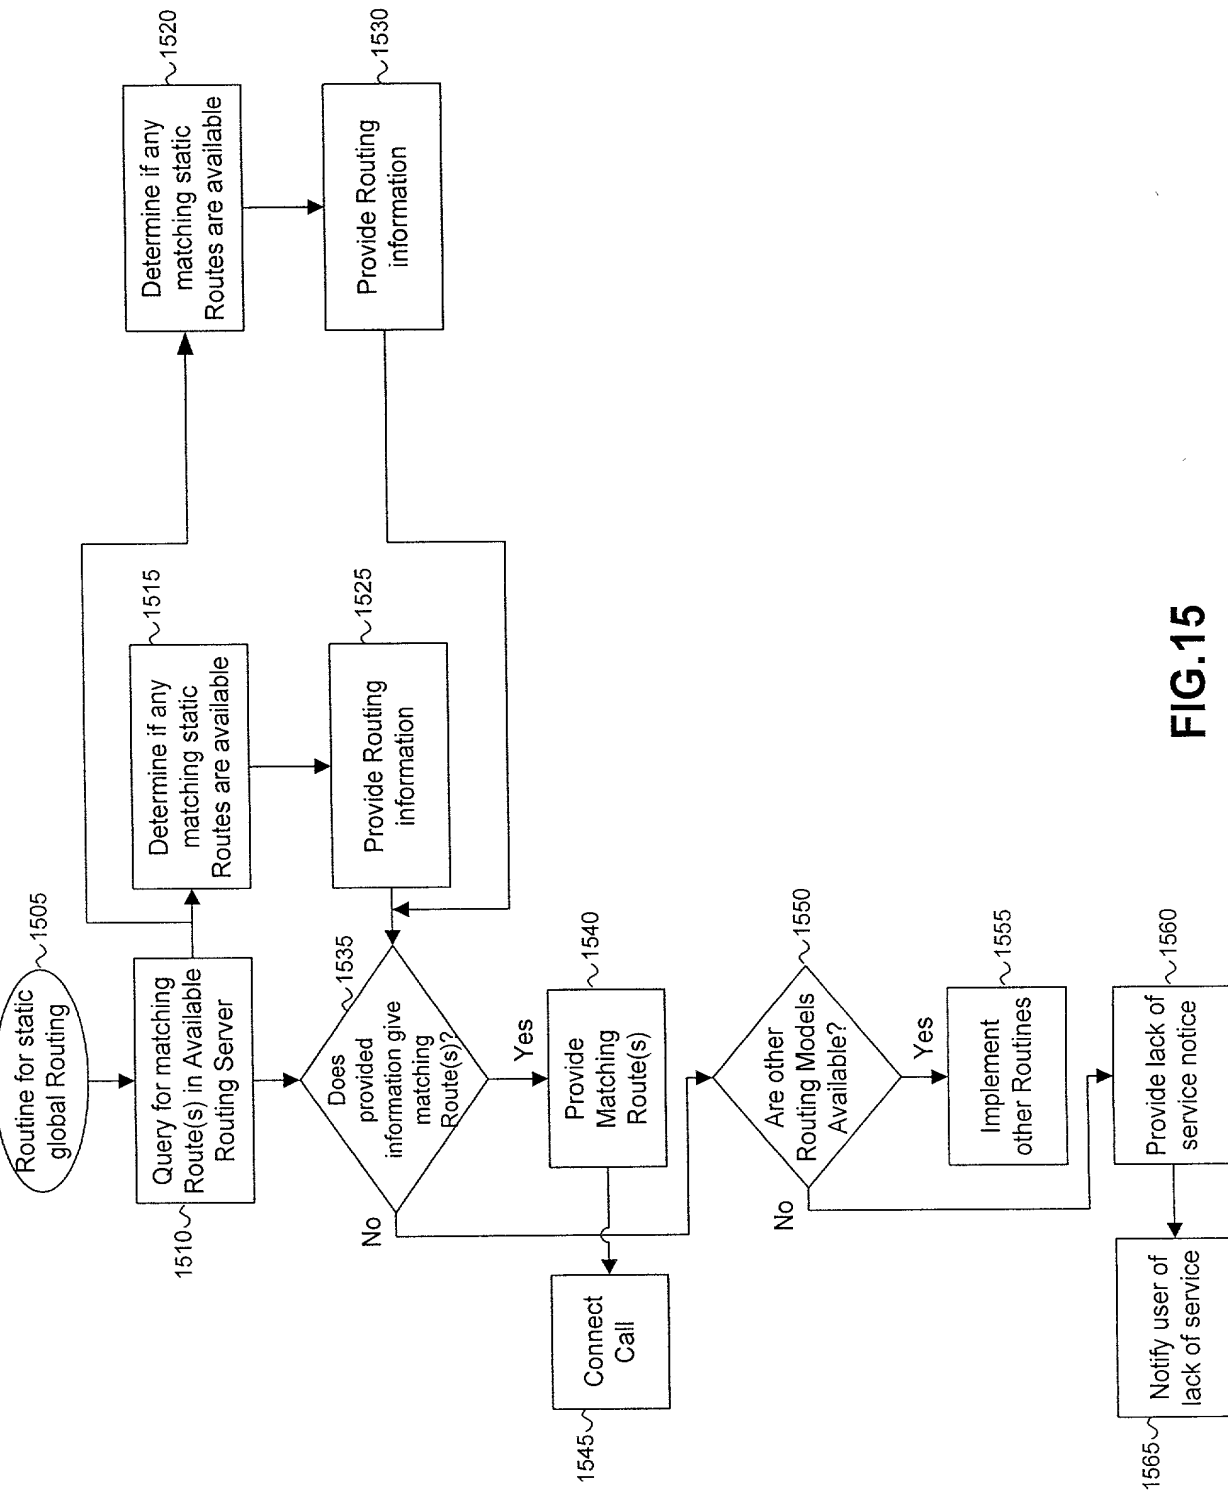 Routine for static
global Routing
1505
Query for matching
Route(s) in Available
Routing Server
1510
Determine if any
matching static
Routes are available
1515
Determine if any
matching static
Routes are available
1520
Provide Routing
information
1525
Provide Routing
information
1530
Does
provided
information give
matching
Route(s)?
1535
Yes
No
Provide
Matching
Route(s)
1540
Connect
Call
1545
Are other
Routing Models
Available?
1550
Yes
No
Implement
other Routines
1555
Provide lack of
service notice
1560
Notify user of
lack of service
1565
FIG.15